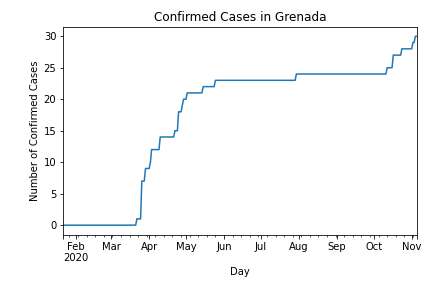 Confirmed Cases in Grenada
Number of Confirmed Cases
30
25
20
15
10
5
0
Feb Mar Apr May Jun Jul Aug Sep Oct Nov
2020
Day